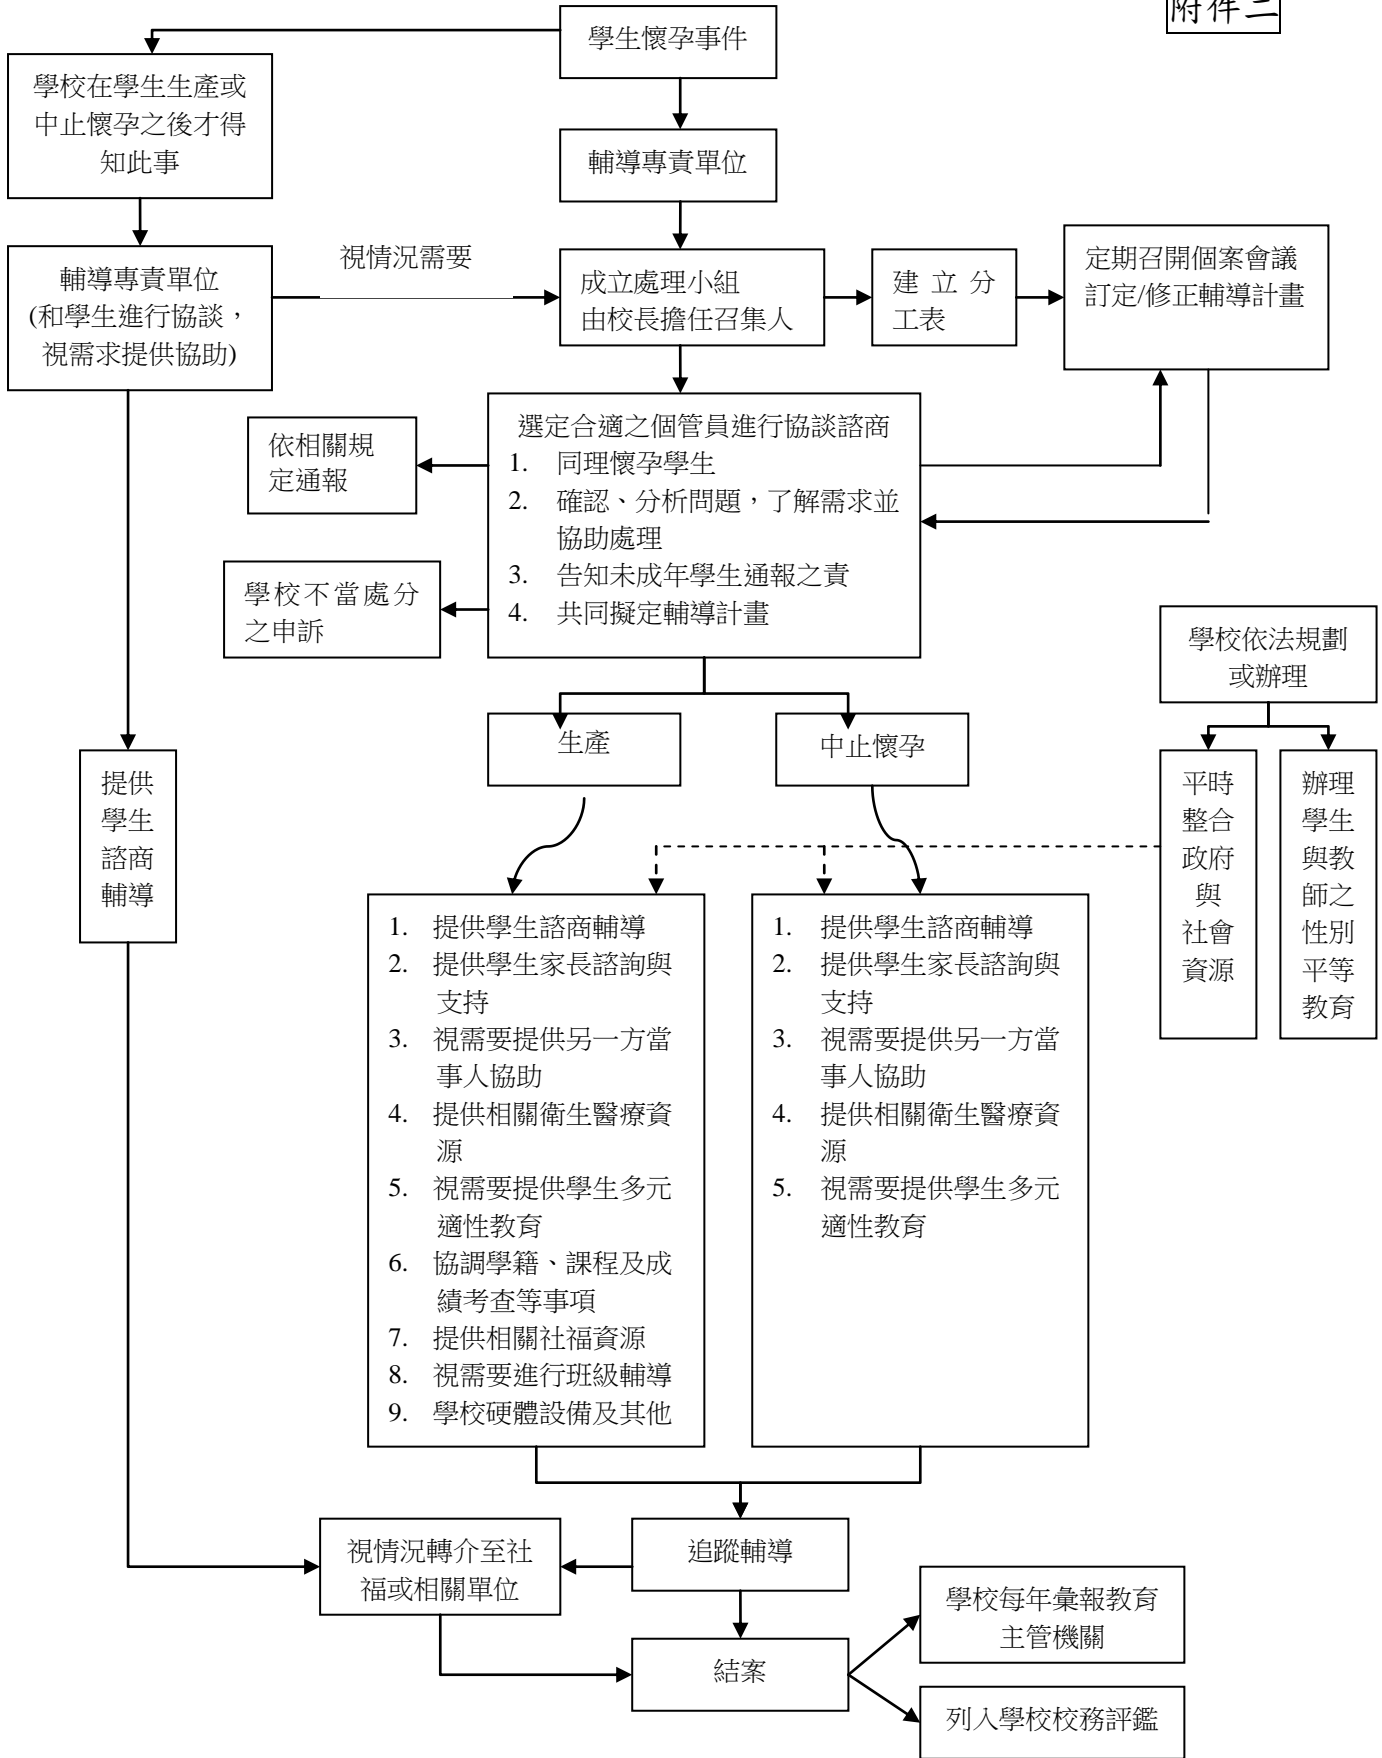 附件二
學生懷孕事件
學校在學生生產或
中止懷孕之後才得
知此事
輔導專責單位
輔導專責單位
(和學生進行協談，
視需求提供協助)
視情況需要
成立處理小組
由校長擔任召集人
建立分
工表
定期召開個案會議
訂定/修正輔導計畫
選定合適之個管員進行協談諮商
1. 同理懷孕學生
2. 確認、分析問題，了解需求並
協助處理
3. 告知未成年學生通報之責
4. 共同擬定輔導計畫
依相關規
定通報
學校不當處分
之申訴
學校依法規劃
或辦理
生產
中止懷孕
提供
學生
諮商
輔導
平時
整合
政府
與
社會
資源
辦理
學生
與教
師之
性別
平等
教育
1. 提供學生諮商輔導
2. 提供學生家長諮詢與
支持
3. 視需要提供另一方當
事人協助
4. 提供相關衛生醫療資
源
5. 視需要提供學生多元
適性教育
6. 協調學籍、課程及成
績考查等事項
7. 提供相關社福資源
8. 視需要進行班級輔導
9. 學校硬體設備及其他
1. 提供學生諮商輔導
2. 提供學生家長諮詢與
支持
3. 視需要提供另一方當
事人協助
4. 提供相關衛生醫療資
源
5. 視需要提供學生多元
適性教育
視情況轉介至社
福或相關單位
追蹤輔導
結案
學校每年彙報教育
主管機關
列入學校校務評鑑